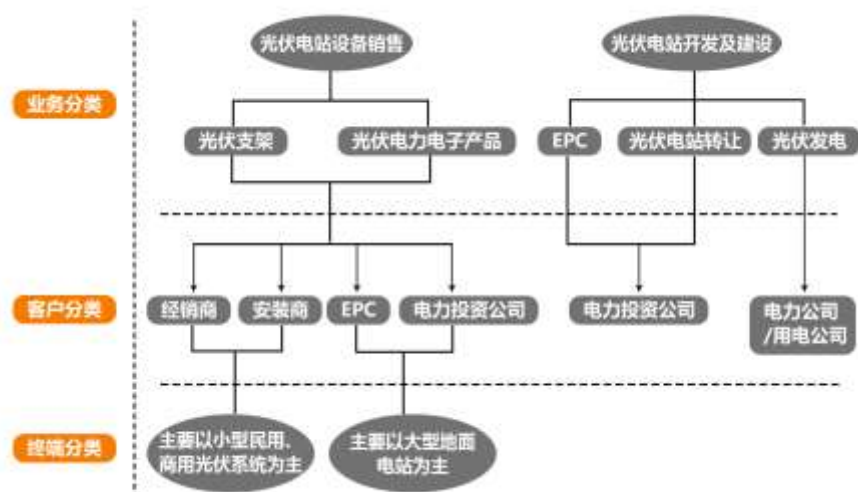 光伏电站设备销售
光伏电站开发及建设
业务分类
光伏支架
光伏电力电子产品
EPC
光伏电站转让
光伏发电
客户分类
经销商
安装商
EPC
电力投资公司
电力投资公司
电力公司
/用电公司
终端分类
主要以小型民用、
商用光伏系统为主
主要以大型地面
电站为主